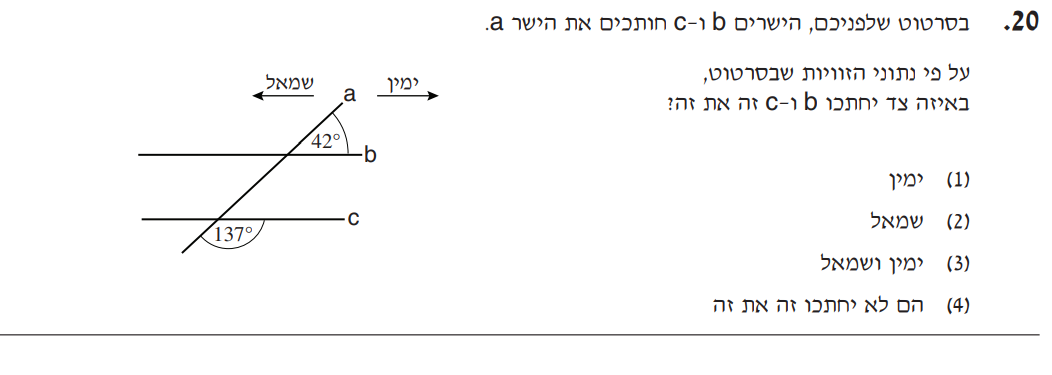 20. בסרטוט שלפניכם, הישרים b ו-c חותכים את הישר a.
על פי נתוני הזוויות שבסרטוט,
באיזה צד יחתכו b ו-c זה את זה?
ימין
שמאל
a
42°
b
c
137°
(1) ימין
(2) שמאל
(3) ימין ושמאל
(4) הם לא יחתכו זה את זה